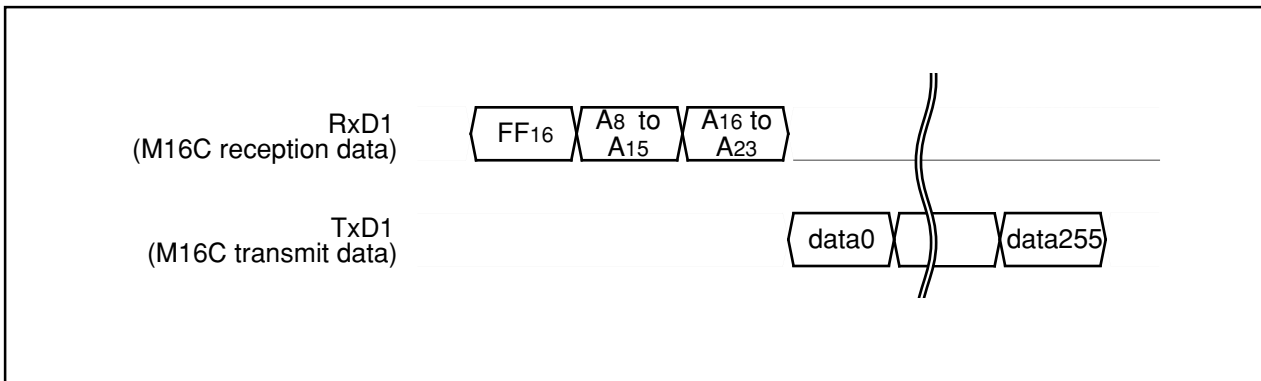 RxD1
(M16C reception data)
FF16
A8 to
A15
A16 to
A23
TxD1
(M16C transmit data)
data0
data255